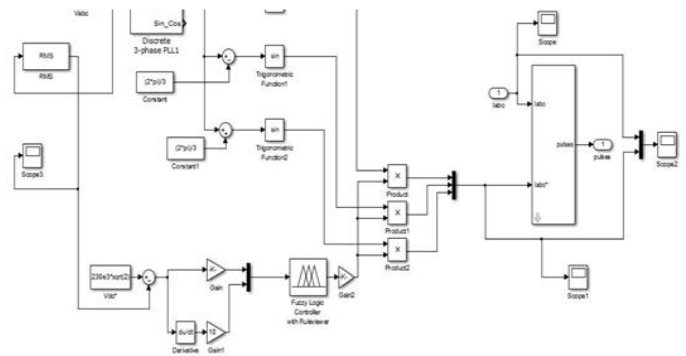 Vabc
Sin_Cos
Discrete
3-phase PLL1
RMS
RMS
(2*pi)/3
Constant
sin
Trigonometric
Function1
Scope
1
Iabc
Iabc
pulses
1
pulses
Scope2
Iabc*
Scope3
(2*pi)/3
Constant1
sin
Trigonometric
Function2
X
Product
X
Product1
X
Product2
Scope1
230e3*sqrt(2)
-K-
Gain
Fuzzy Logic
Controller
with Ruleviewer
-K-
Gain2
du/dt
Derivative
10
Gain1